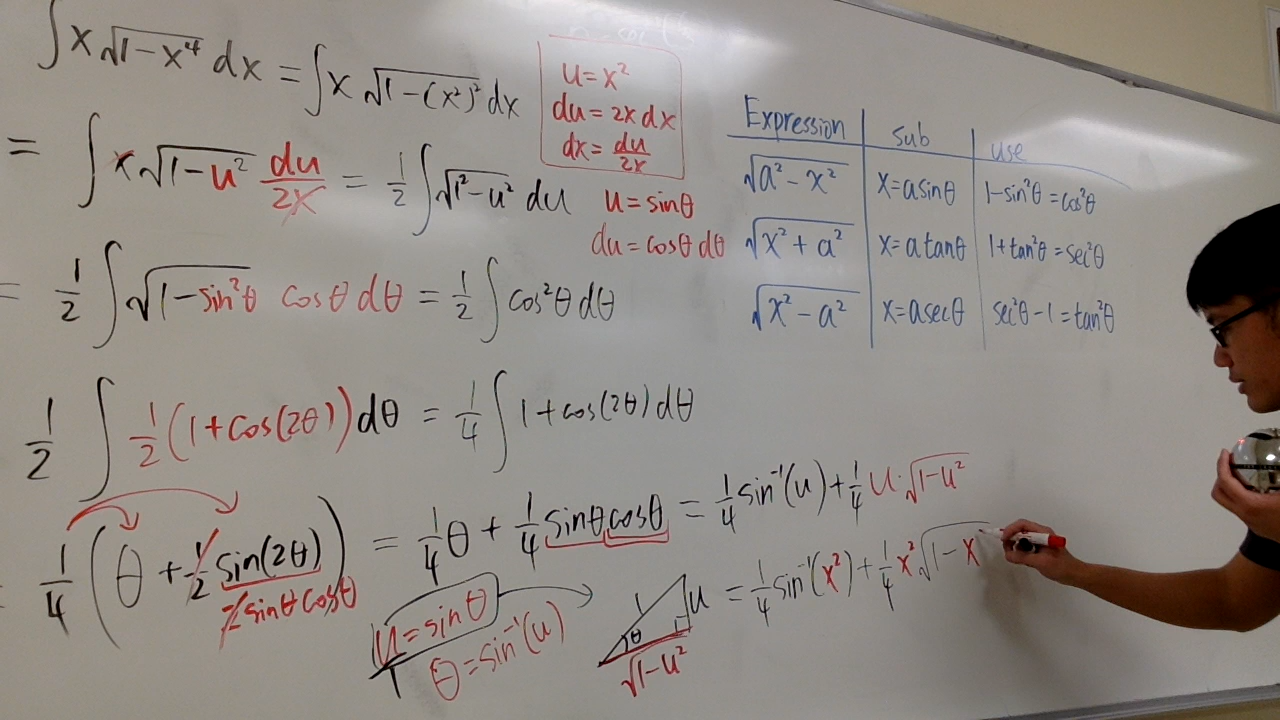 ∫x√(1-x⁴) dx = ∫x √(1-(x²)²) dx
= ∫x√(1-u²) du/2x = 1/2 ∫√(1²-u²) du
= 1/2 ∫√(1-sin²θ) cosθ dθ = 1/2 ∫cos²θ dθ
1/2 ∫ 1/2 (1+cos(2θ)) dθ = 1/4 ∫ 1+cos(2θ) dθ
= 1/4 (θ + 1/2 sin(2θ)) = 1/4 θ + 1/4 sinθ cosθ = 1/4 sin⁻¹(u) + 1/4 u·√(1-u²)
2 sinθ cosθ
= 1/4 sin⁻¹(x²) + 1/4 x² √(1-x
u = x²
du = 2x dx
dx = du/2x
u = sinθ
du = cosθ dθ
u/1 = sinθ
θ = sin⁻¹(u)
1
u
θ
√(1-u²)
Expression | sub | use
√(a²-x²) | x=a sinθ | 1-sin²θ = cos²θ
√(x²+a²) | x=a tanθ | 1+tan²θ = sec²θ
√(x²-a²) | x=a secθ | sec²θ-1 = tan²θ